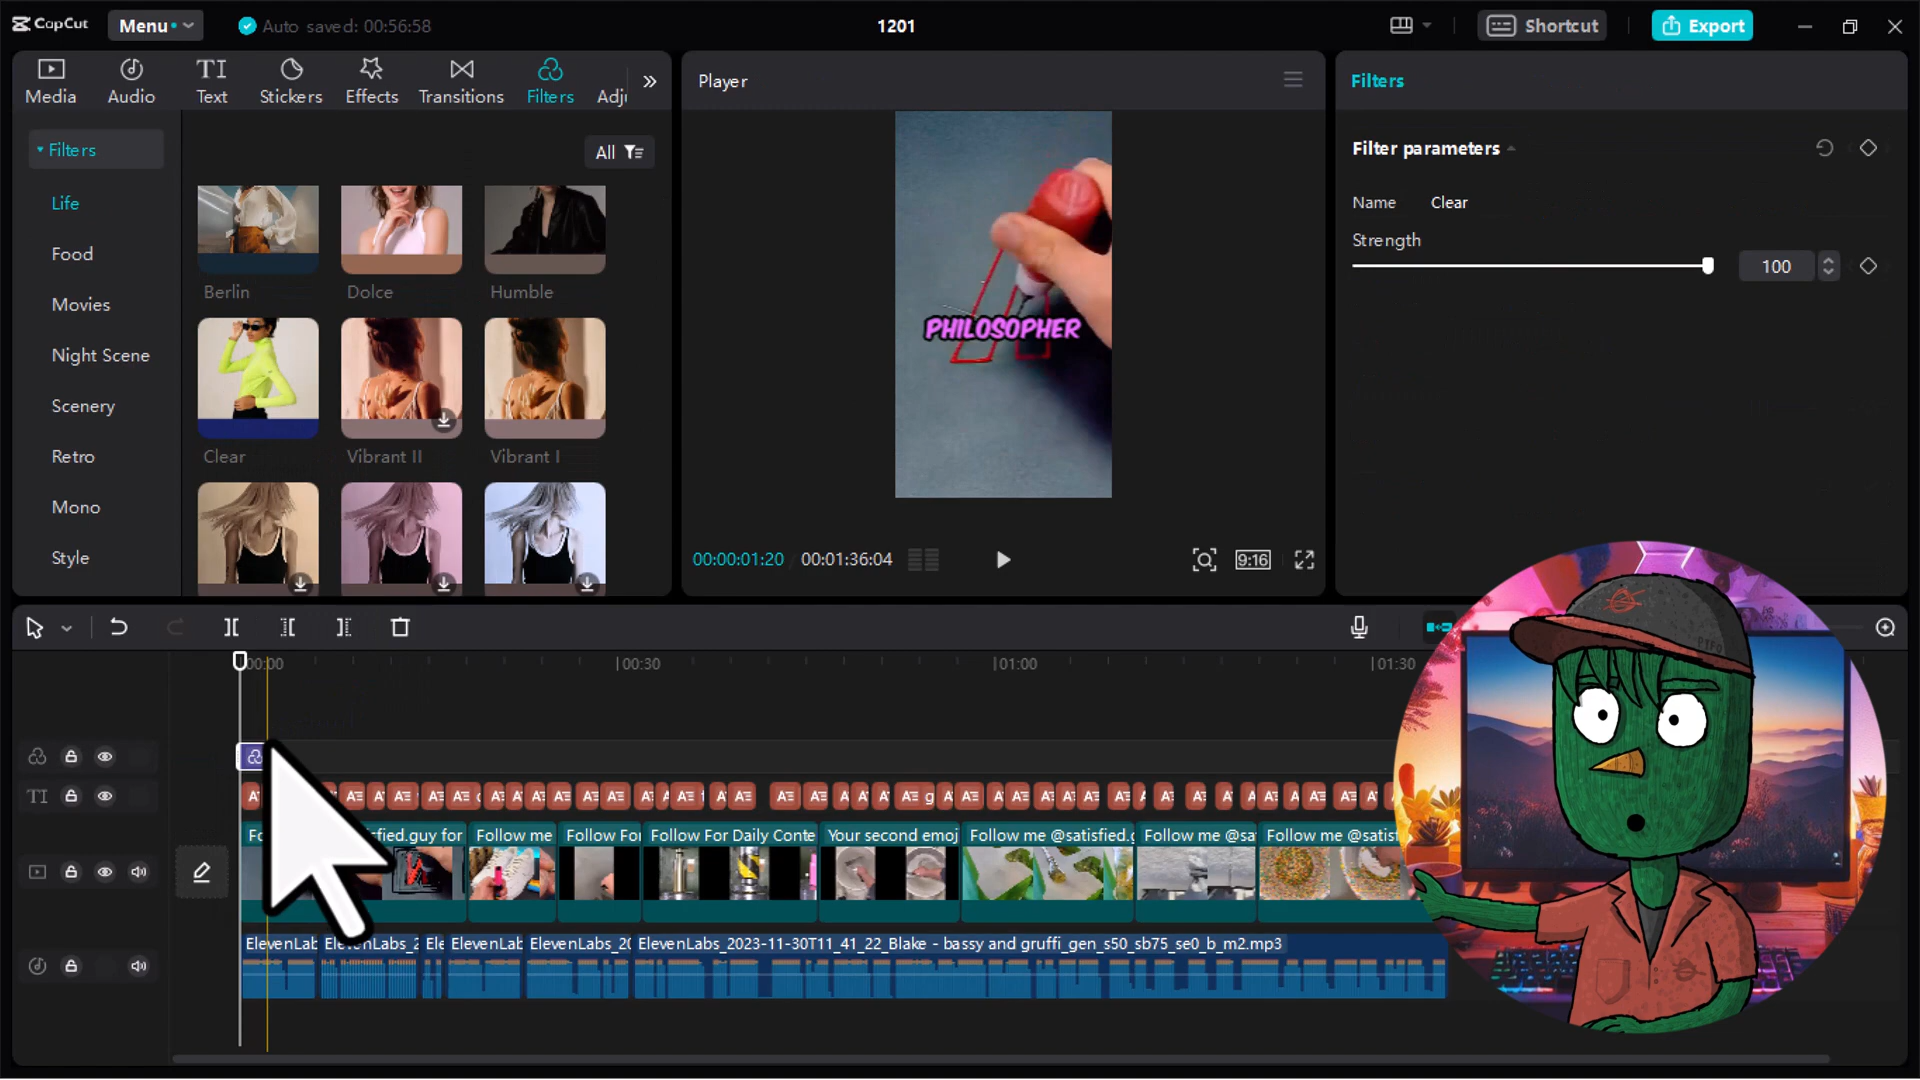 CapCut
Menu
Auto saved: 00:56:58
1201
Shortcut
Export
Media
Audio
TI
Text
Stickers
Effects
Transitions
Filters
Adj
Player
Filters
Filters
All
Filter parameters
Life
Name Clear
Food
Strength
100
Berlin
Dolce
Humble
Movies
Night Scene
PHILOSOPHER
Scenery
Retro
Clear
Vibrant II
Vibrant I
Mono
Style
00:00:01:20
00:01:36:04
9:16
00:00
00:30
01:00
01:30
TI
Fo
sfied.guy for
Follow me
Follow For
Follow For Daily Conte
Your second emoj
Follow me @satisfied.g
Follow me @sa
Follow me @satisf
ElevenLab
ElevenLabs_2
Ele
ElevenLab
ElevenLabs_20
ElevenLabs_2023-11-30T11_41_22_Blake - bassy and gruffi_gen_s50_sb75_se0_b_m2.mp3